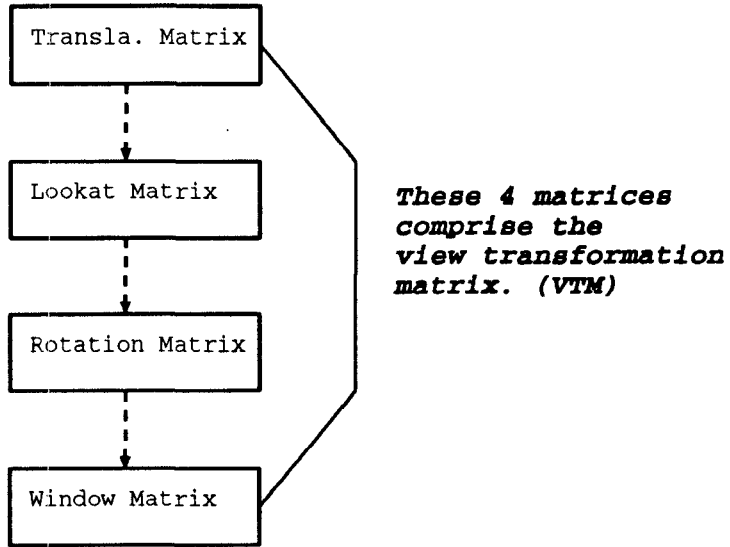 Transla. Matrix
Lookat Matrix
Rotation Matrix
Window Matrix
These 4 matrices
comprise the
view transformation
matrix. (VTM)